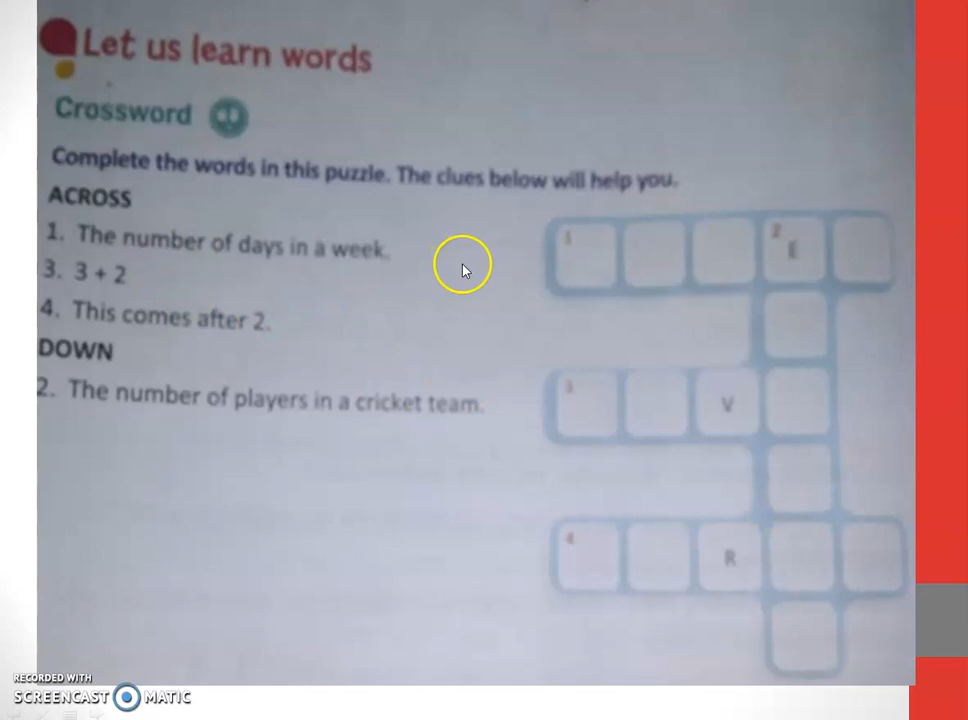 Let us learn words
Crossword
Complete the words in this puzzle. The clues below will help you.
ACROSS
1. The number of days in a week.
3. 3 + 2
4. This comes after 2.
DOWN
2. The number of players in a cricket team.
1 2 E
3 V
4 R
RECORDED WITH
SCREENCAST MATIC